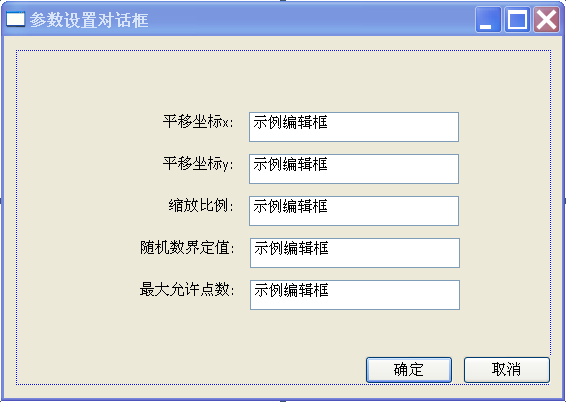 参数设置对话框
平移坐标x: 示例编辑框
平移坐标y: 示例编辑框
缩放比例: 示例编辑框
随机数界定值: 示例编辑框
最大允许点数: 示例编辑框
确定 取消